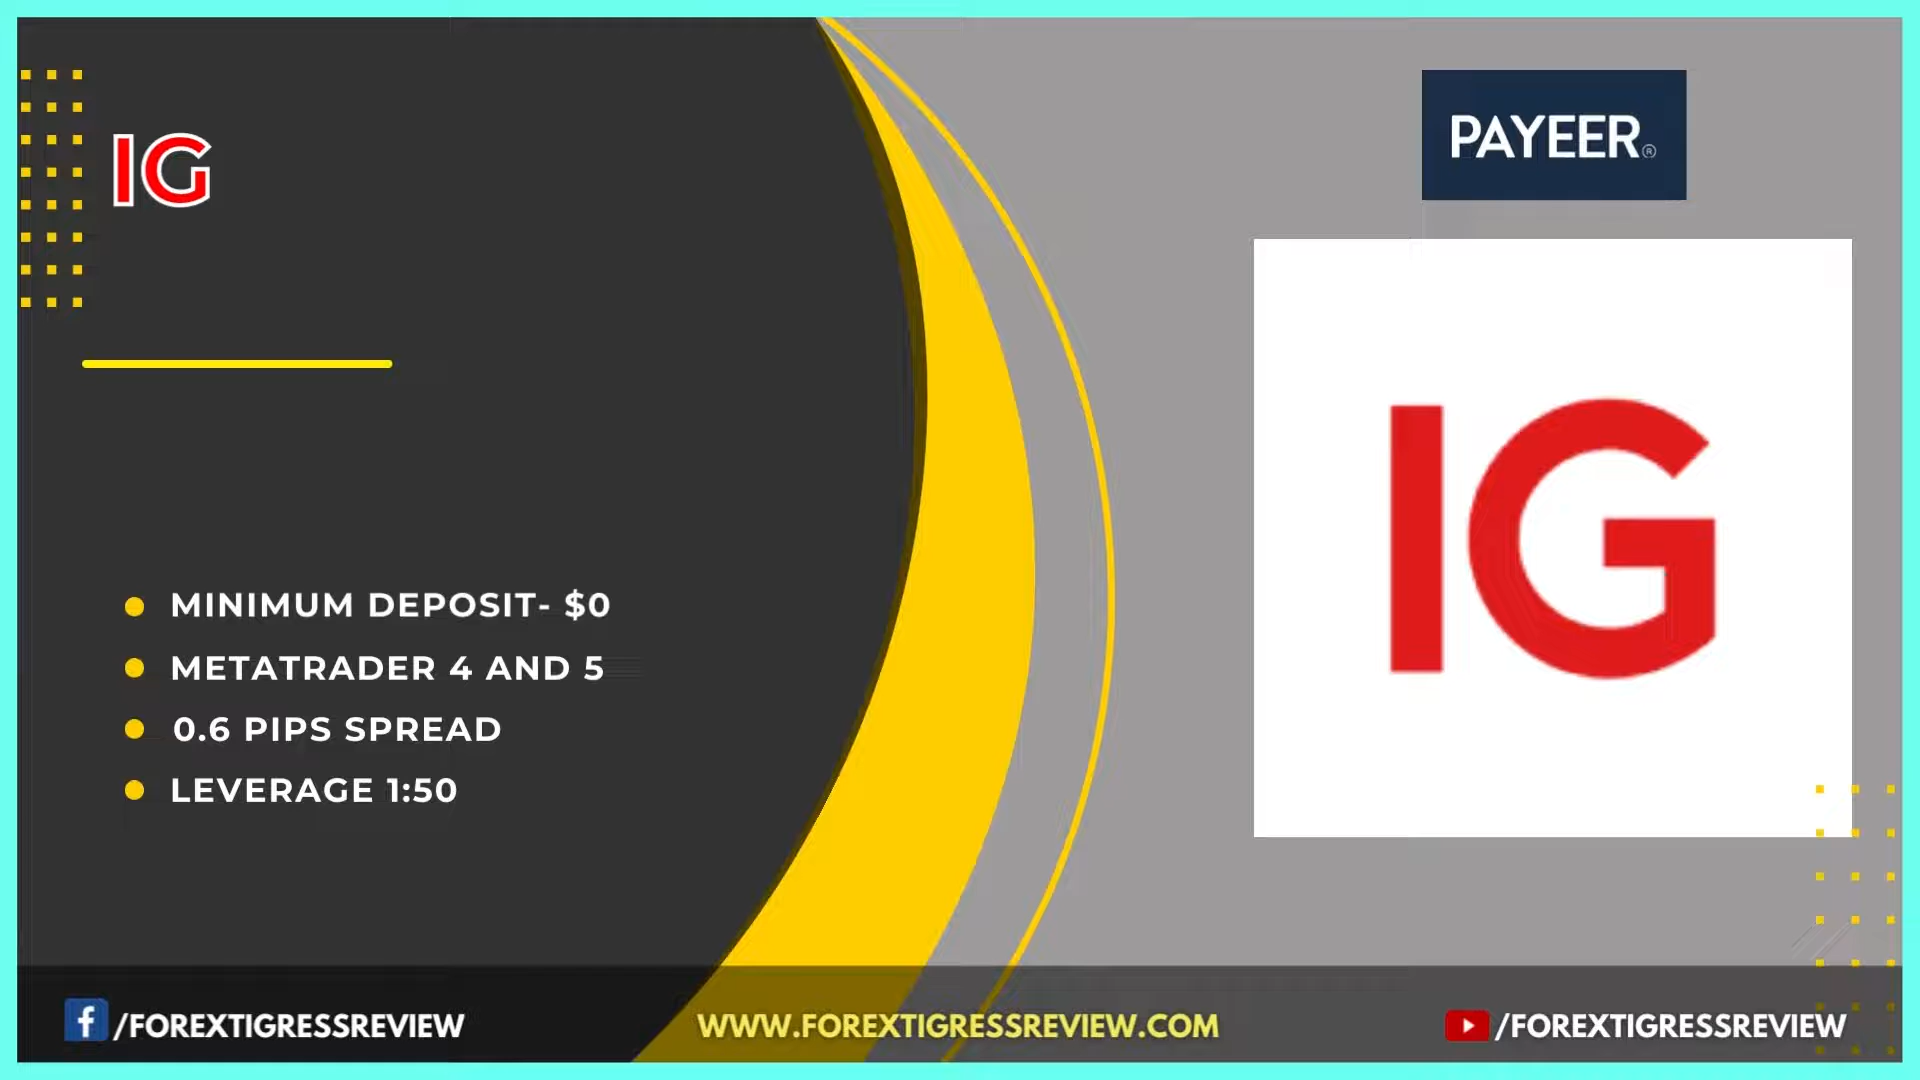 IG
PAYEER®
IG
MINIMUM DEPOSIT- $0
METATRADER 4 AND 5
0.6 PIPS SPREAD
LEVERAGE 1:50
f /FOREXTIGRESSREVIEW
WWW.FOREXTIGRESSREVIEW.COM
/FOREXTIGRESSREVIEW